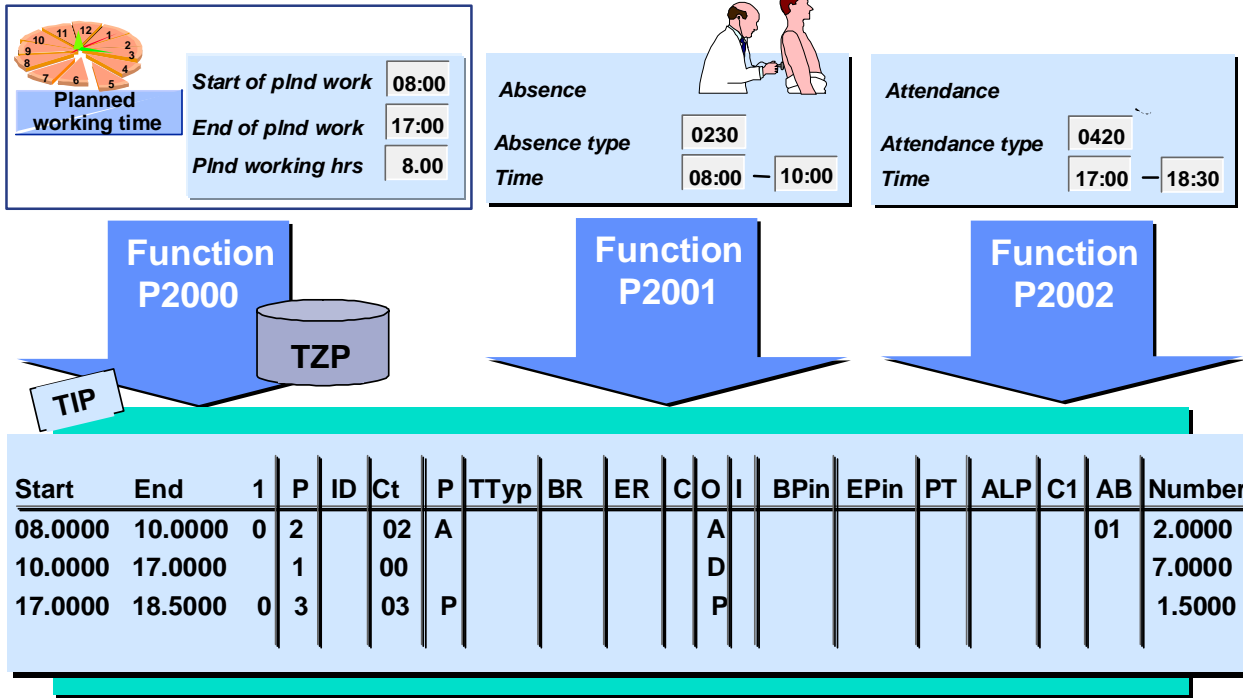 12
1
2
3
4
5
6
7
8
9
10
11
Planned
working time
Start of plnd work 08:00
End of plnd work 17:00
Plnd working hrs 8.00
Absence
Absence type 0230
Time 08:00 – 10:00
Attendance
Attendance type 0420
Time 17:00 – 18:30
Function
P2000
TZP
Function
P2001
Function
P2002
TIP
Start End 1 P ID Ct P TTyp BR ER C O I BPin EPin PT ALP C1 AB Number
08.0000 10.0000 0 2 02 A A 01 2.0000
10.0000 17.0000 1 00 D 7.0000
17.0000 18.5000 0 3 03 P P 1.5000